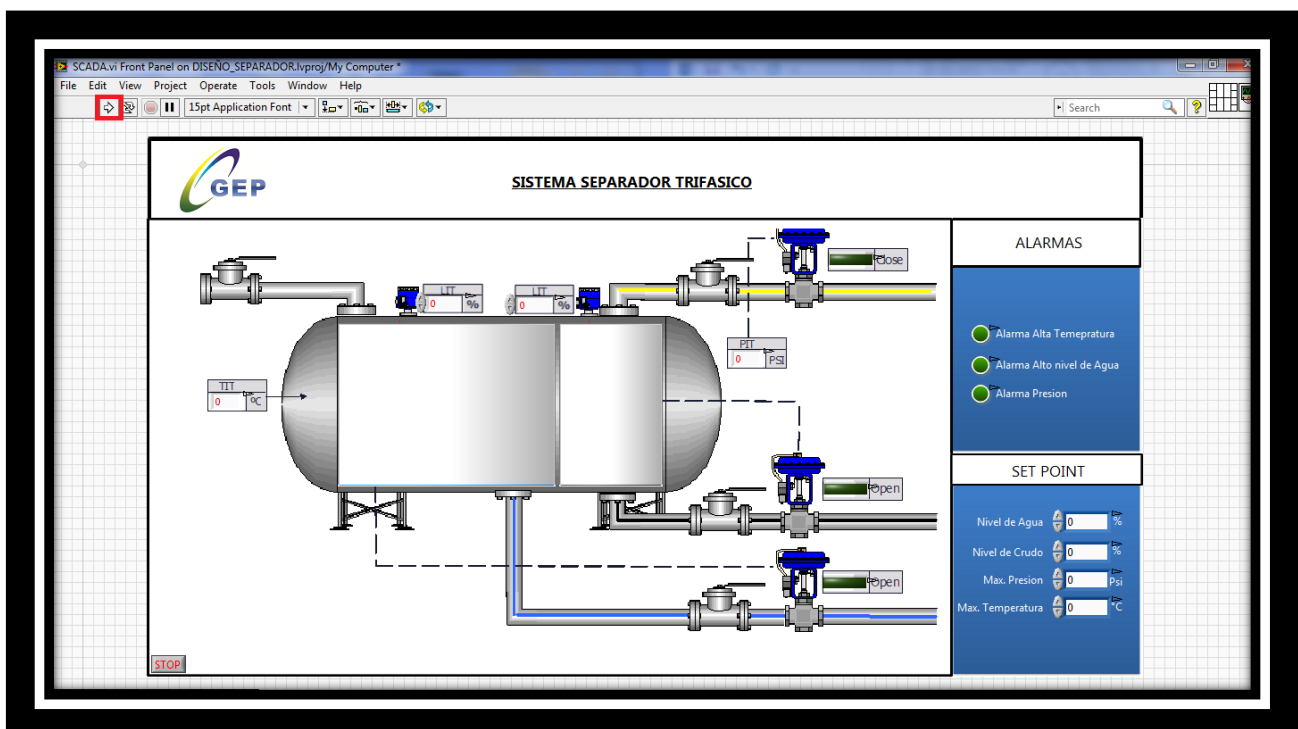 SCADA.vi Front Panel on DISEÑO_SEPARADOR.lvproj/My Computer *
File Edit View Project Operate Tools Window Help
15pt Application Font
Search
GEP
SISTEMA SEPARADOR TRIFASICO
ALARMAS
Close
LIT
0 %
LIT
0 %
Alarma Alta Temepratura
PIT
0 PSI
Alarma Alto nivel de Agua
TIT
0 ºC
Alarma Presion
SET POINT
Open
Nivel de Agua 0 %
Nivel de Crudo 0 %
Open
Max. Presion 0 Psi
Max. Temperatura 0 °C
STOP